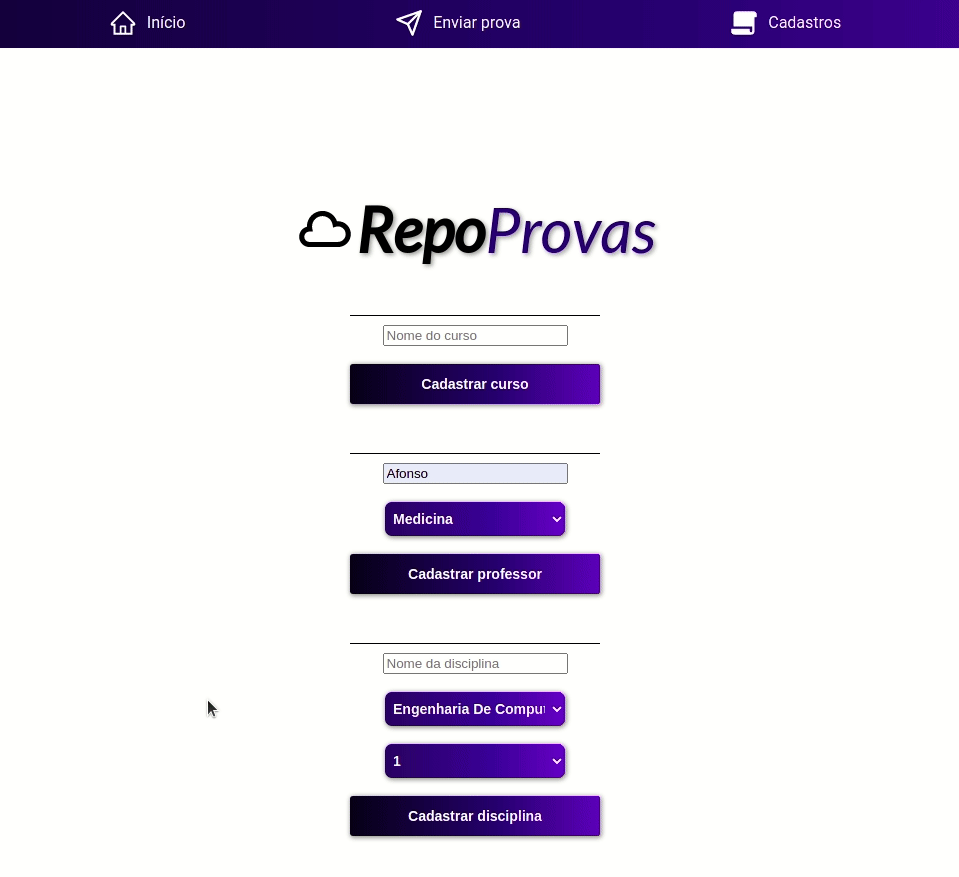 Início Enviar prova Cadastros
RepoProvas
Nome do curso
Cadastrar curso
Afonso
Medicina
Cadastrar professor
Nome da disciplina
Engenharia De Comput
1
Cadastrar disciplina